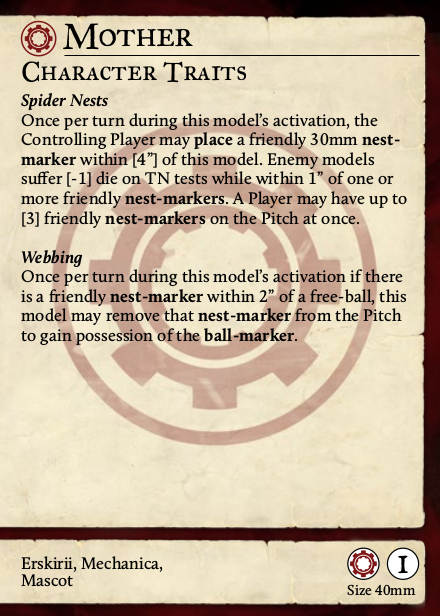 Mother
Character Traits
Spider Nests
Once per turn during this model’s activation, the
Controlling Player may place a friendly 30mm nest-
marker within [4”] of this model. Enemy models
suffer [-1] die on TN tests while within 1” of one or
more friendly nest-markers. A Player may have up to
[3] friendly nest-markers on the Pitch at once.
Webbing
Once per turn during this model’s activation if there
is a friendly nest-marker within 2” of a free-ball, this
model may remove that nest-marker from the Pitch
to gain possession of the ball-marker.
Erskirii, Mechanica,
Mascot
1
Size 40mm